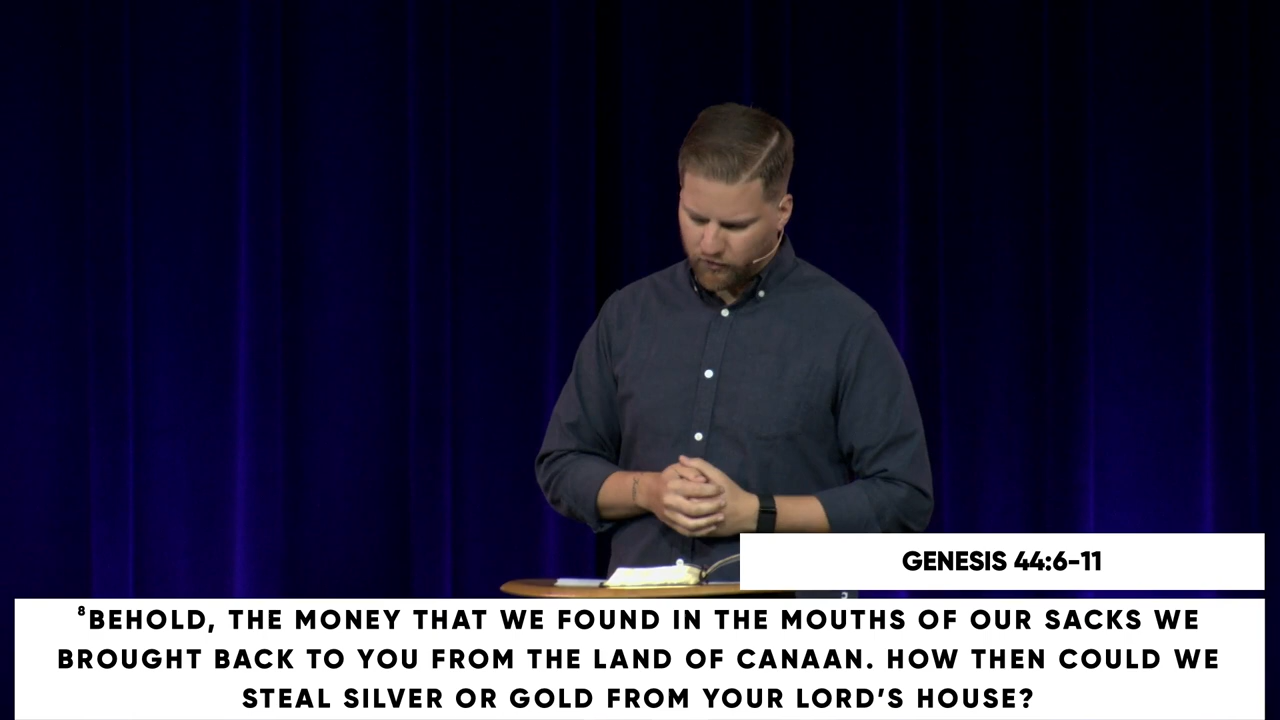 GENESIS 44:6-11
⁸BEHOLD, THE MONEY THAT WE FOUND IN THE MOUTHS OF OUR SACKS WE
BROUGHT BACK TO YOU FROM THE LAND OF CANAAN. HOW THEN COULD WE
STEAL SILVER OR GOLD FROM YOUR LORD’S HOUSE?